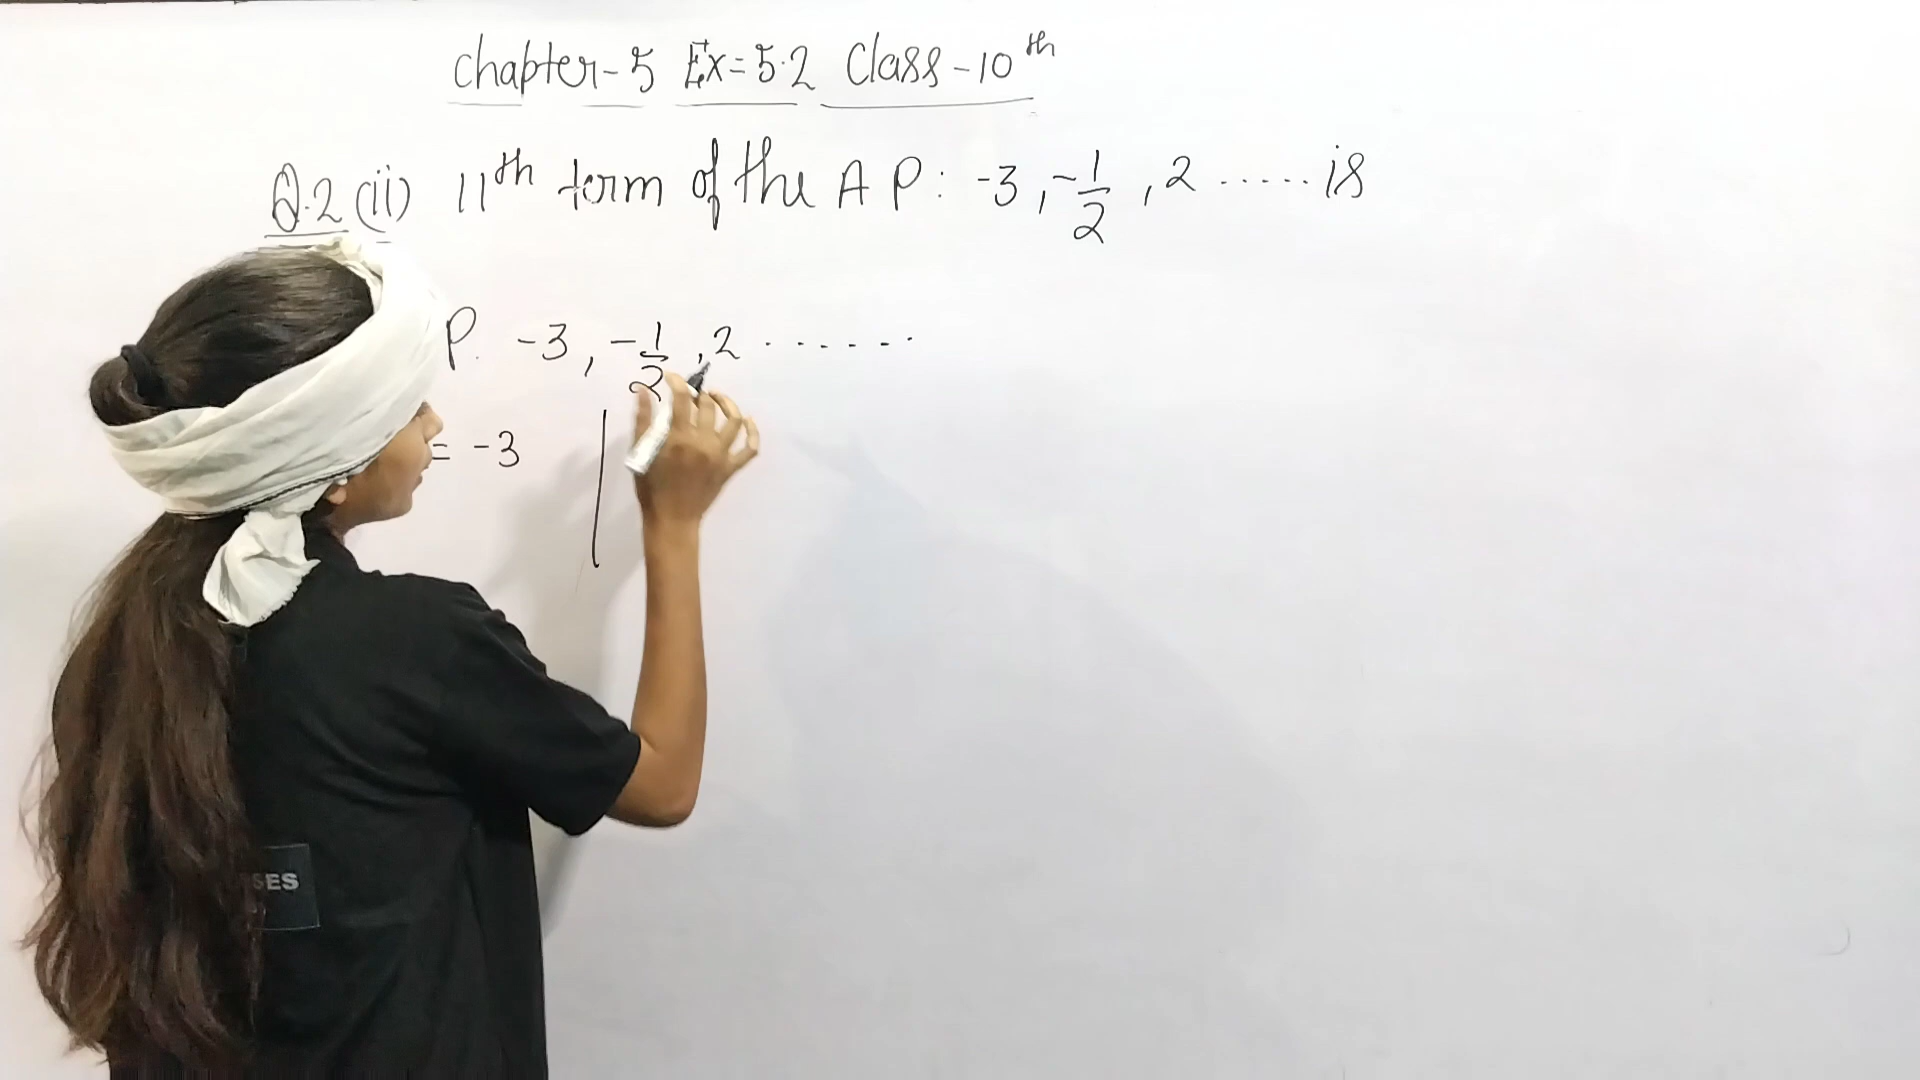 Chapter-5 Ex=5.2 Class-10th
Q.2 (ii) 11th term of the A P: -3, -1/2, 2 ..... is
P. -3, -1/2, 2 ......
= -3
SES